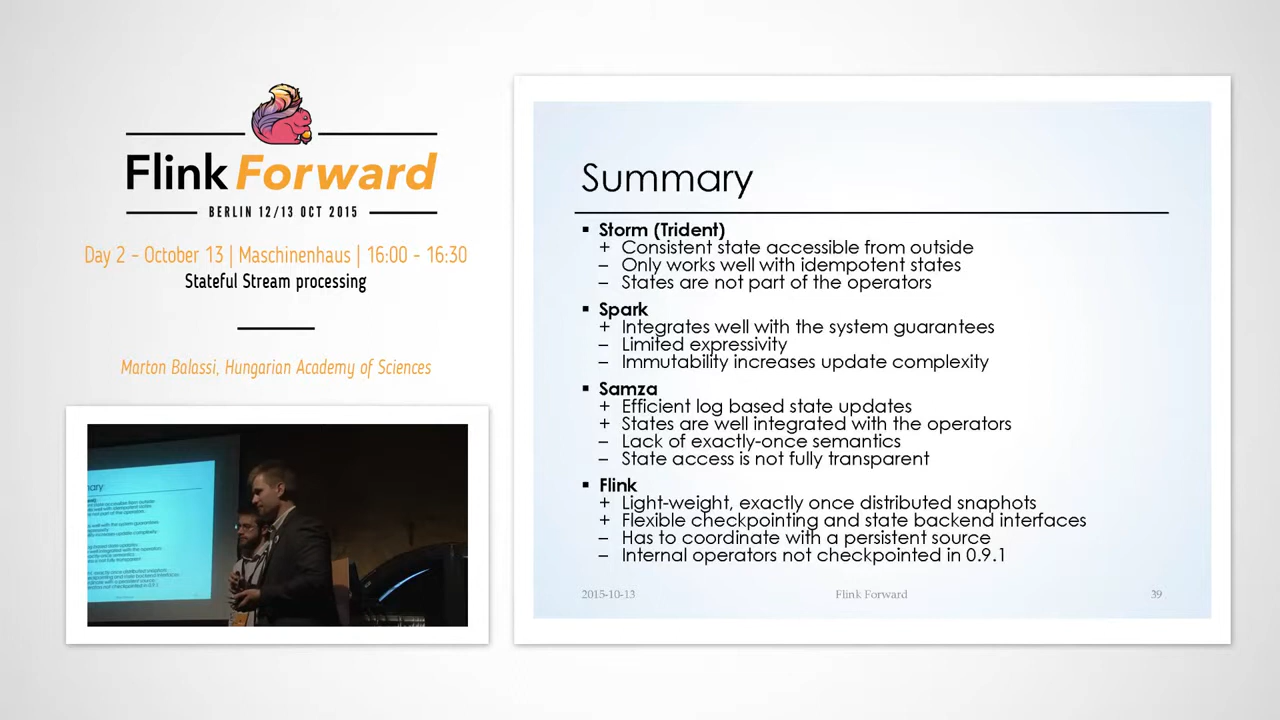 Flink Forward
BERLIN 12/13 OCT 2015
Day 2 - October 13 | Maschinenhaus | 16:00 - 16:30
Stateful Stream processing
Marton Balassi, Hungarian Academy of Sciences
Summary
▪ Storm (Trident)
+ Consistent state accessible from outside
– Only works well with idempotent states
– States are not part of the operators
▪ Spark
+ Integrates well with the system guarantees
– Limited expressivity
– Immutability increases update complexity
▪ Samza
+ Efficient log based state updates
+ States are well integrated with the operators
– Lack of exactly-once semantics
– State access is not fully transparent
▪ Flink
+ Light-weight, exactly once distributed snapshots
+ Flexible checkpointing and state backend interfaces
– Has to coordinate with a persistent source
– Internal operators not checkpointed in 0.9.1
2015-10-13
Flink Forward
39